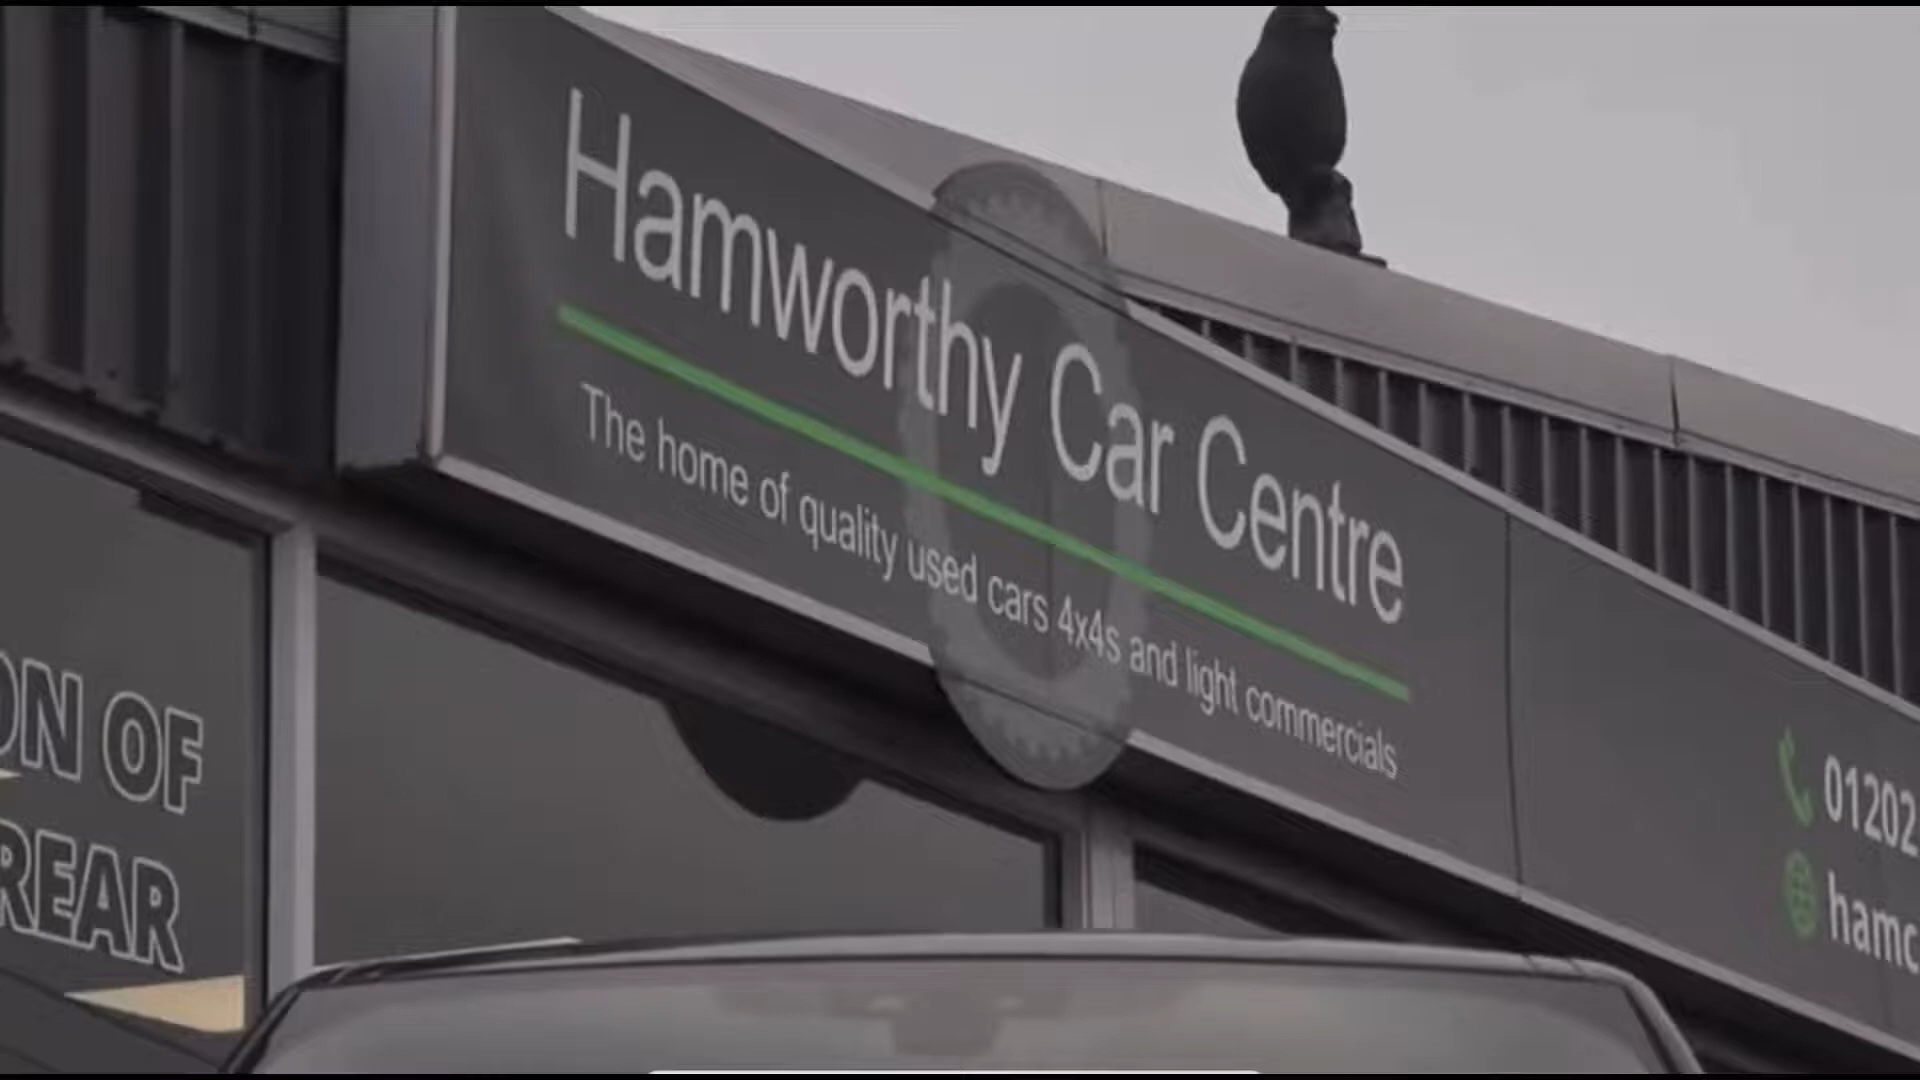 Hamworthy Car Centre
The home of quality used cars 4x4s and light commercials
01202
hamc
ON OF
REAR